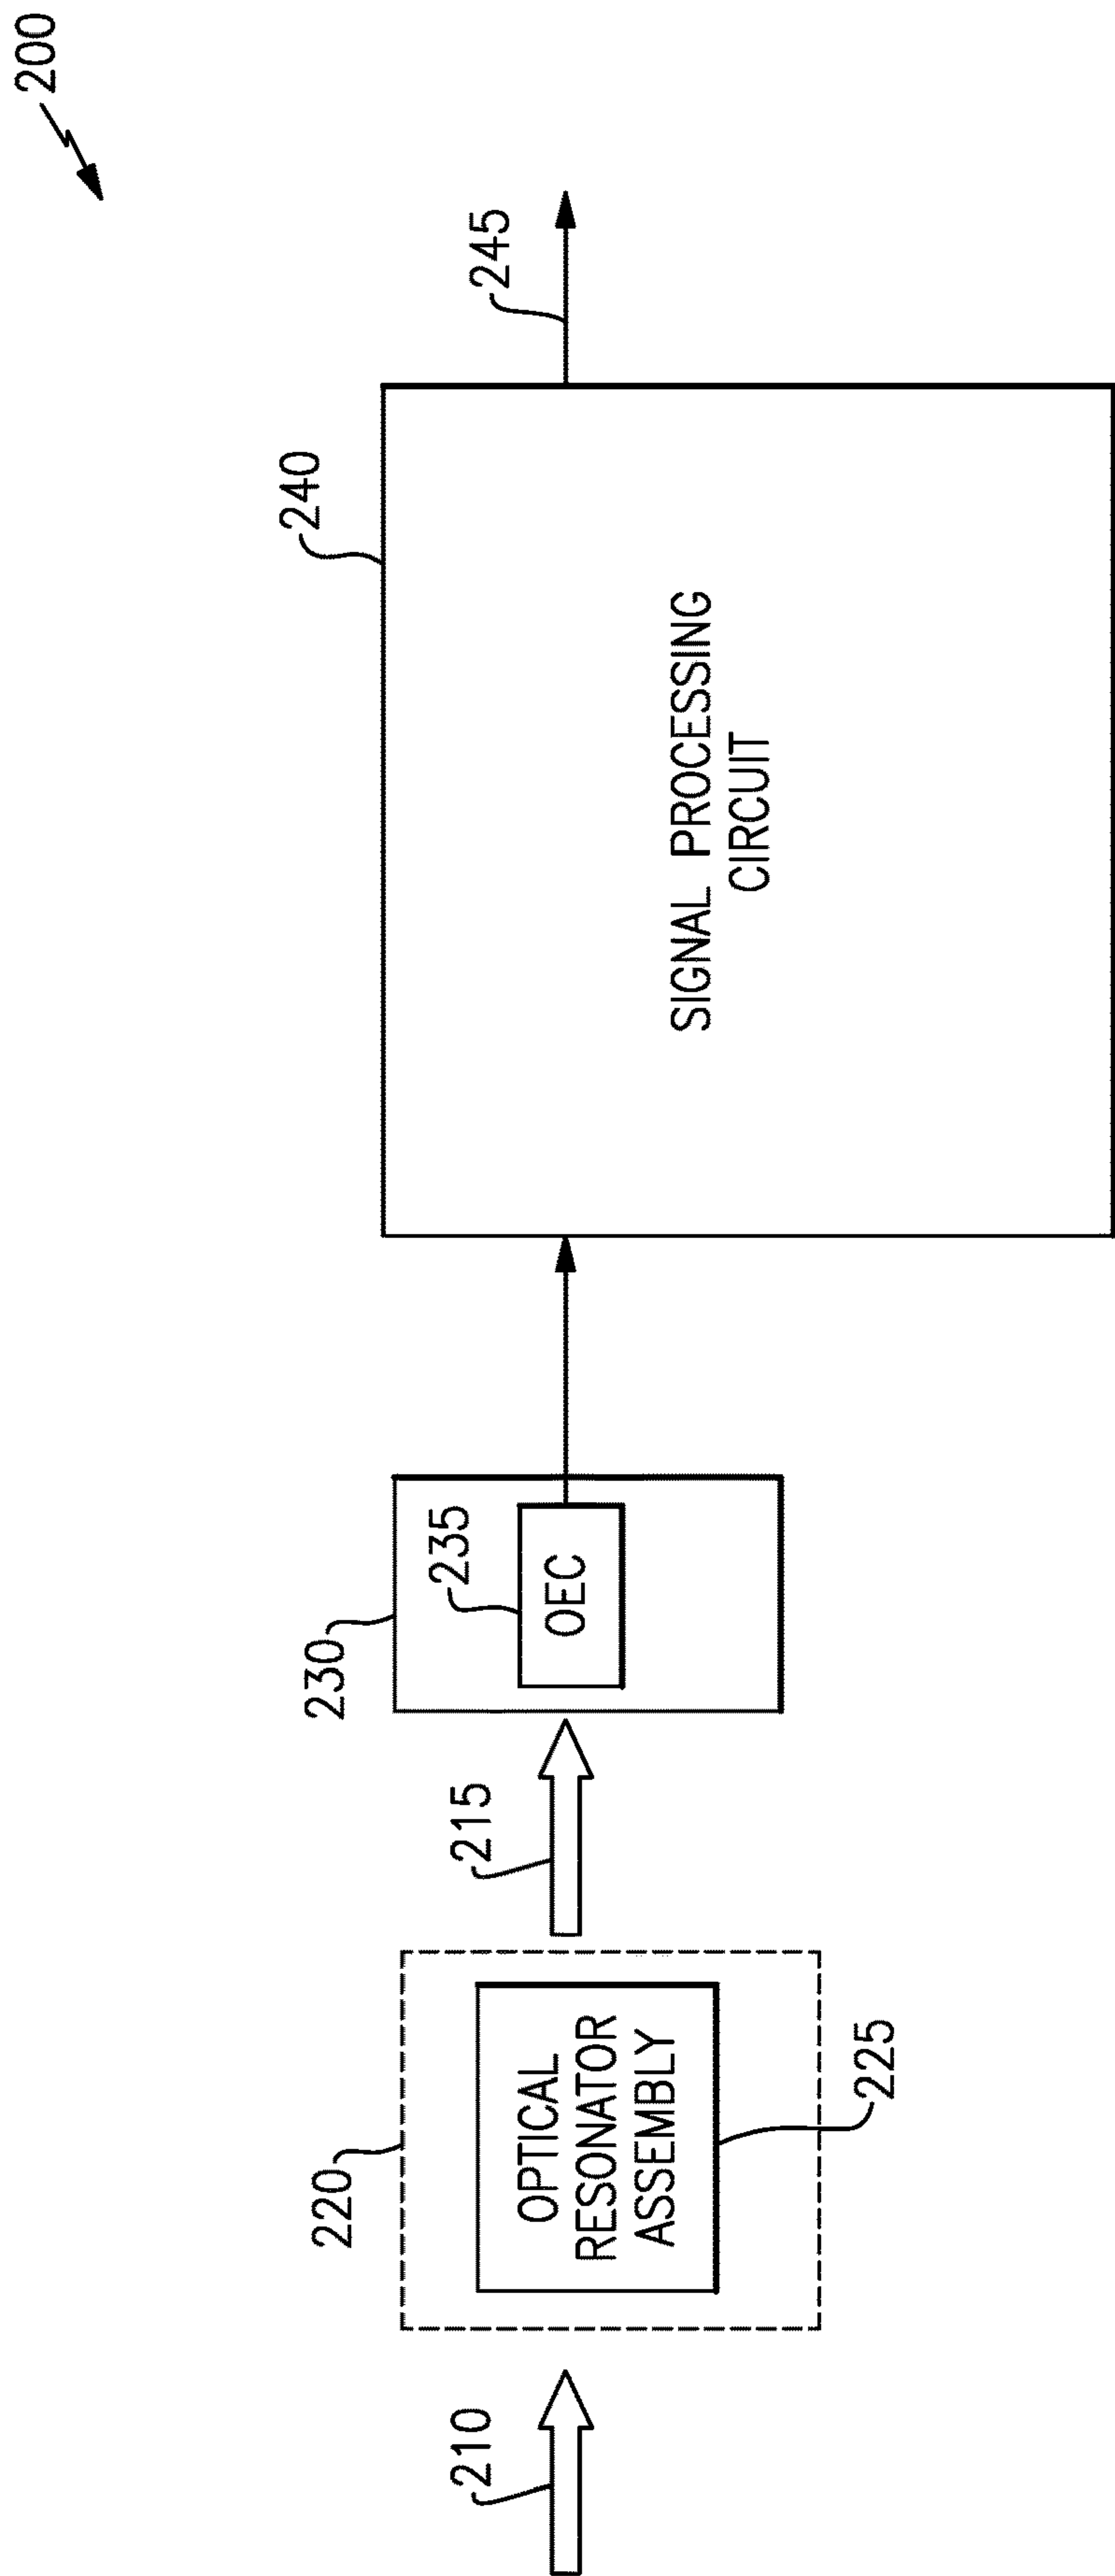 200
210
220
OPTICAL
RESONATOR
ASSEMBLY
225
215
230
235
OEC
240
SIGNAL PROCESSING
CIRCUIT
245